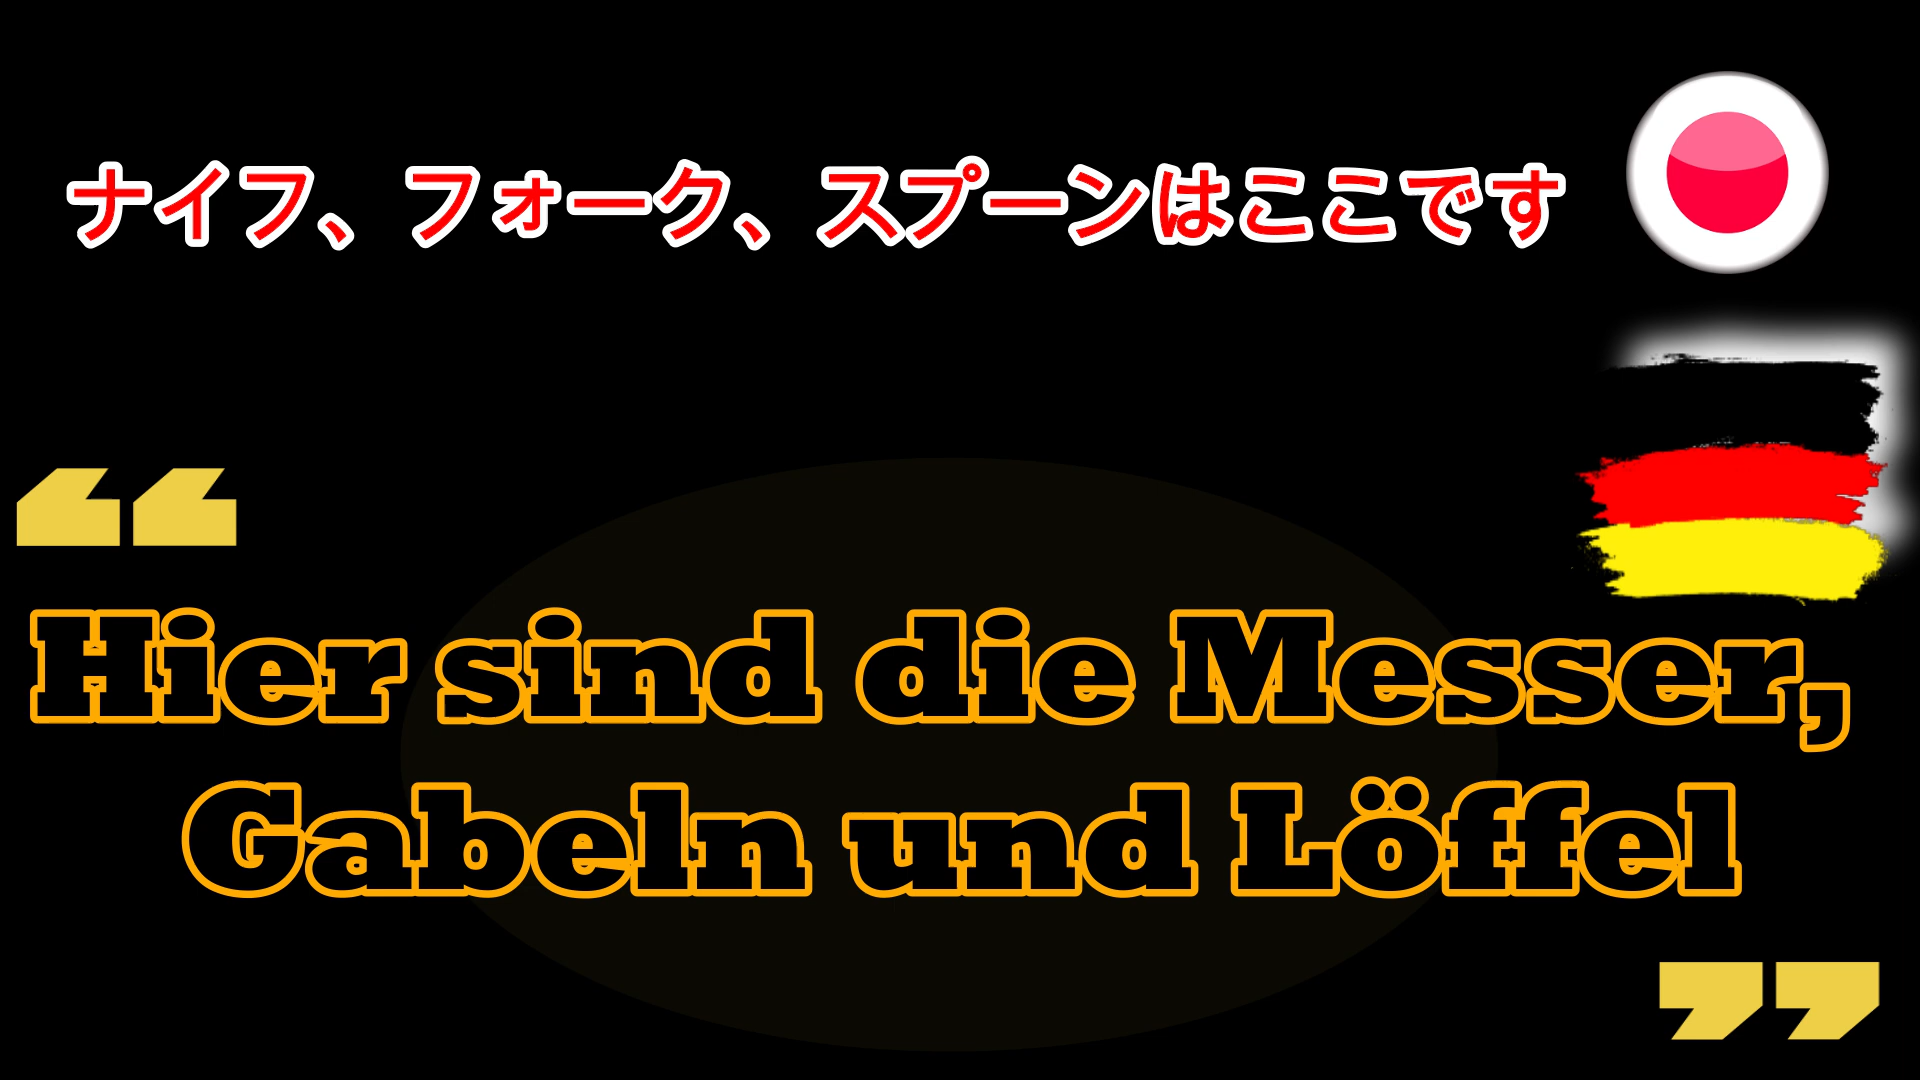 ナイフ、フォーク、スプーンはここです
“
Hier sind die Messer,
Gabeln und Löffel
”